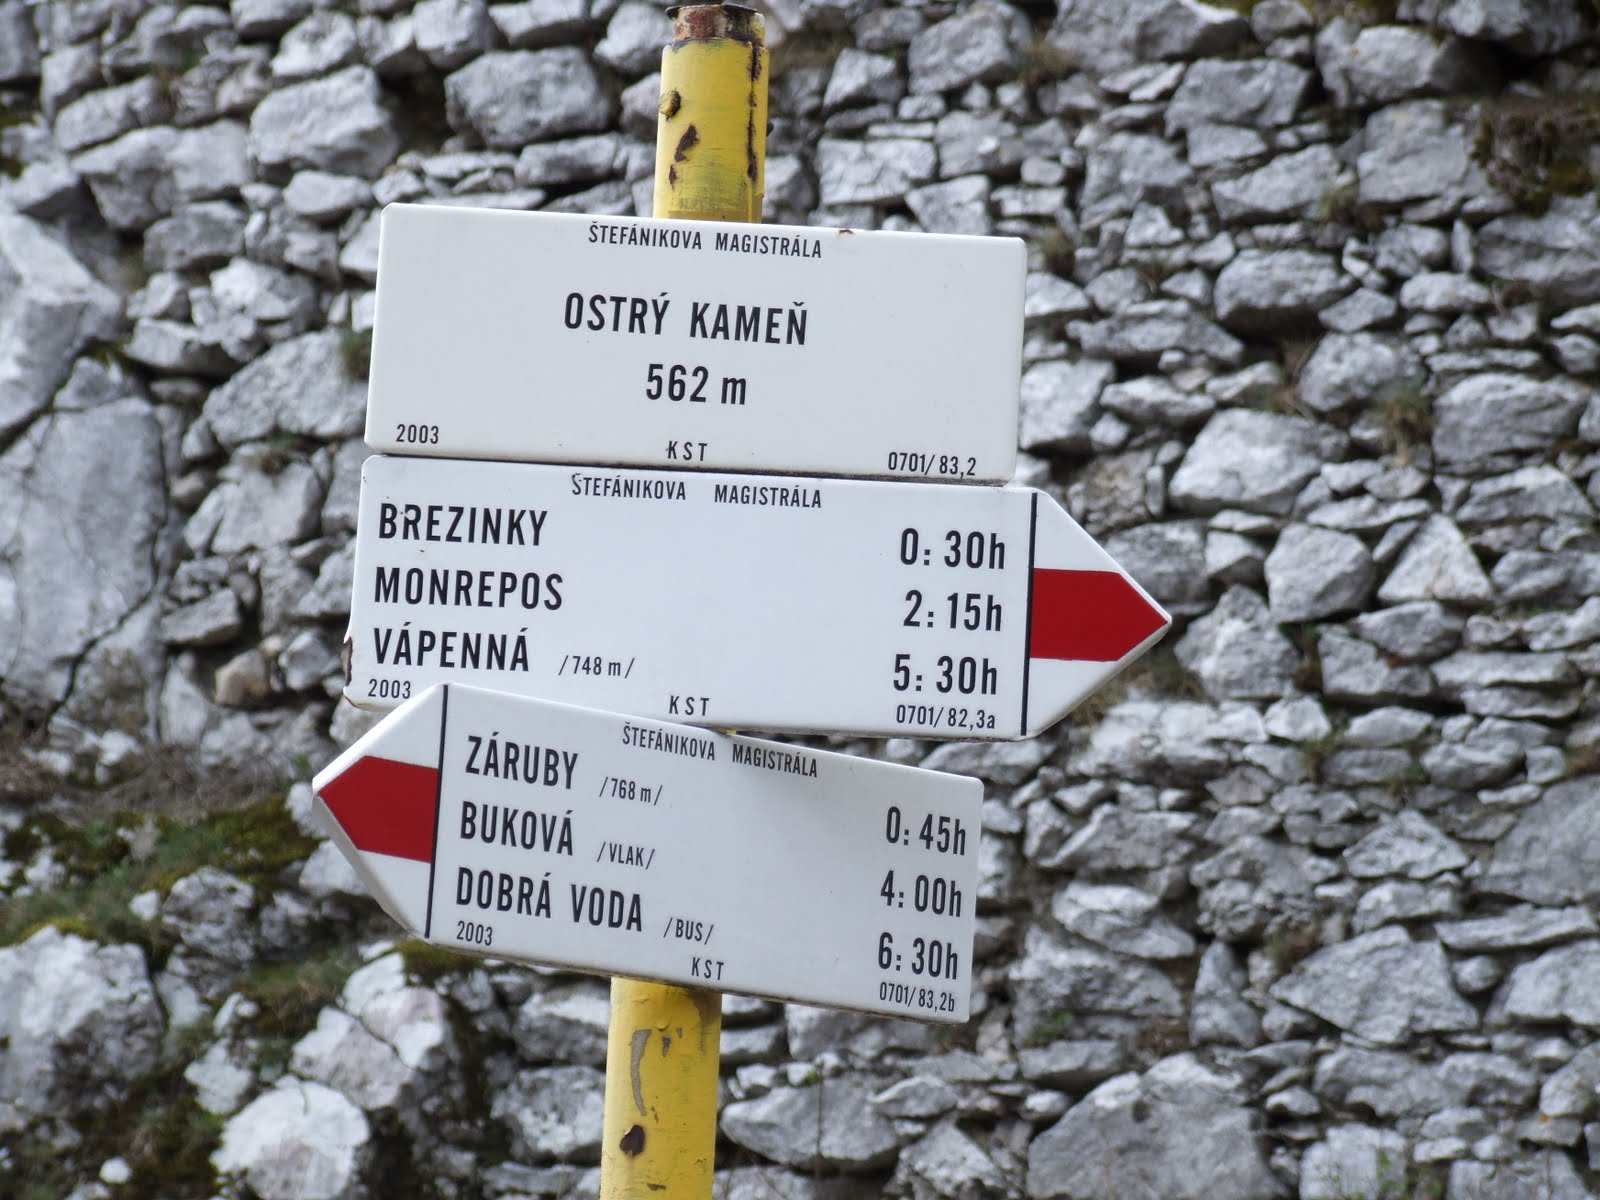 ŠTEFÁNIKOVA MAGISTRÁLA
OSTRÝ KAMEŇ
562 m
2003 KST 0701/83,2
ŠTEFÁNIKOVA MAGISTRÁLA
BREZINKY 0:30h
MONREPOS 2:15h
VÁPENNÁ /748 m/ 5:30h
2003 KST 0701/82,3a
ŠTEFÁNIKOVA MAGISTRÁLA
ZÁRUBY /768 m/ 0:45h
BUKOVÁ /VLAK/ 4:00h
DOBRÁ VODA /BUS/ 6:30h
2003 KST 0701/83,2b